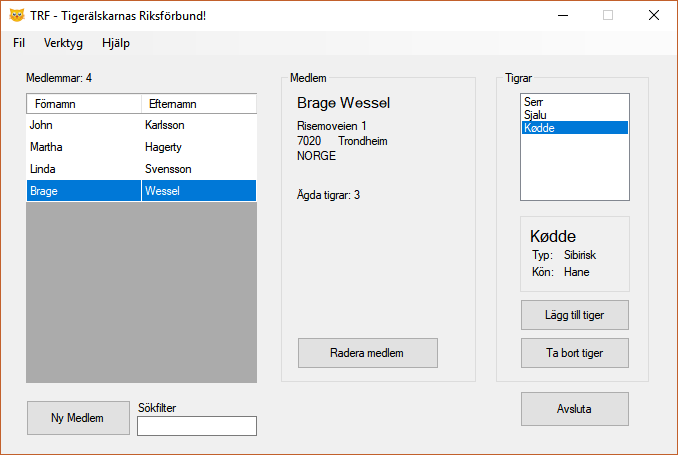 TRF - Tigerälskarnas Riksförbund!
Fil Verktyg Hjälp
Medlemmar: 4
Förnamn Efternamn
John Karlsson
Martha Hagerty
Linda Svensson
Brage Wessel
Ny Medlem
Sökfilter
Medlem
Brage Wessel
Risemoveien 1
7020 Trondheim
NORGE
Ägda tigrar: 3
Radera medlem
Tigrar
Serr
Sjalu
Kødde
Kødde
Typ: Sibirisk
Kön: Hane
Lägg till tiger
Ta bort tiger
Avsluta